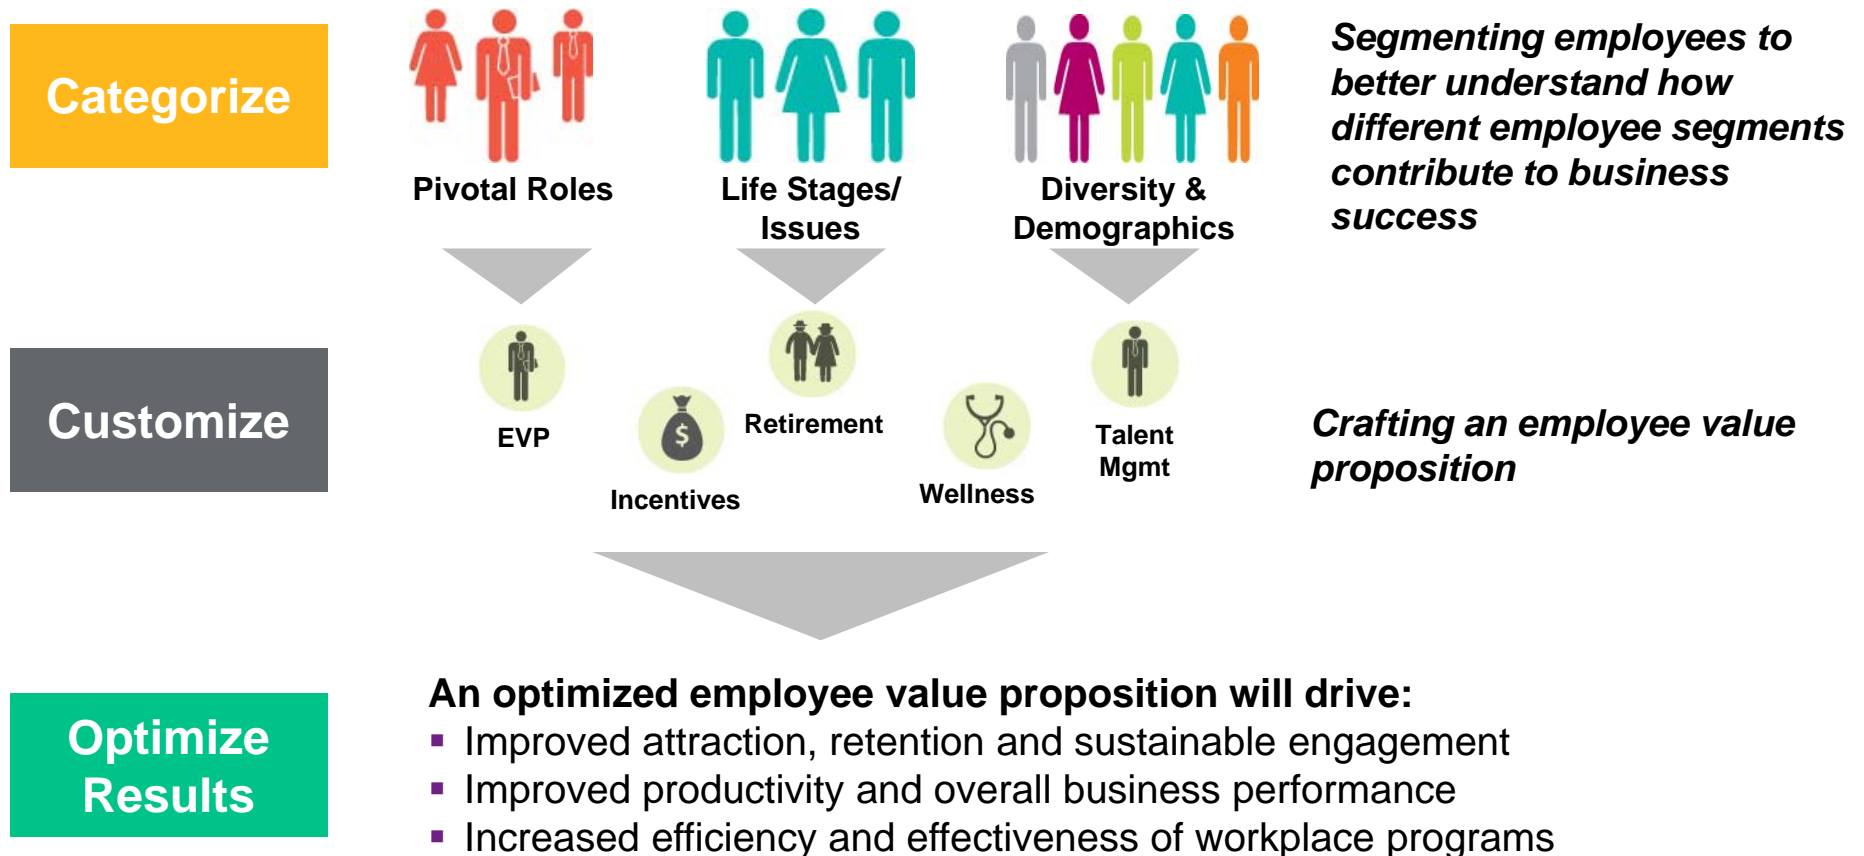 Categorize
Pivotal Roles
Life Stages/
Issues
Diversity &
Demographics
Segmenting employees to
better understand how
different employee segments
contribute to business
success
Customize
EVP
$
Incentives
Retirement
Wellness
Talent
Mgmt
Crafting an employee value
proposition
Optimize
Results
An optimized employee value proposition will drive:
▪ Improved attraction, retention and sustainable engagement
▪ Improved productivity and overall business performance
▪ Increased efficiency and effectiveness of workplace programs